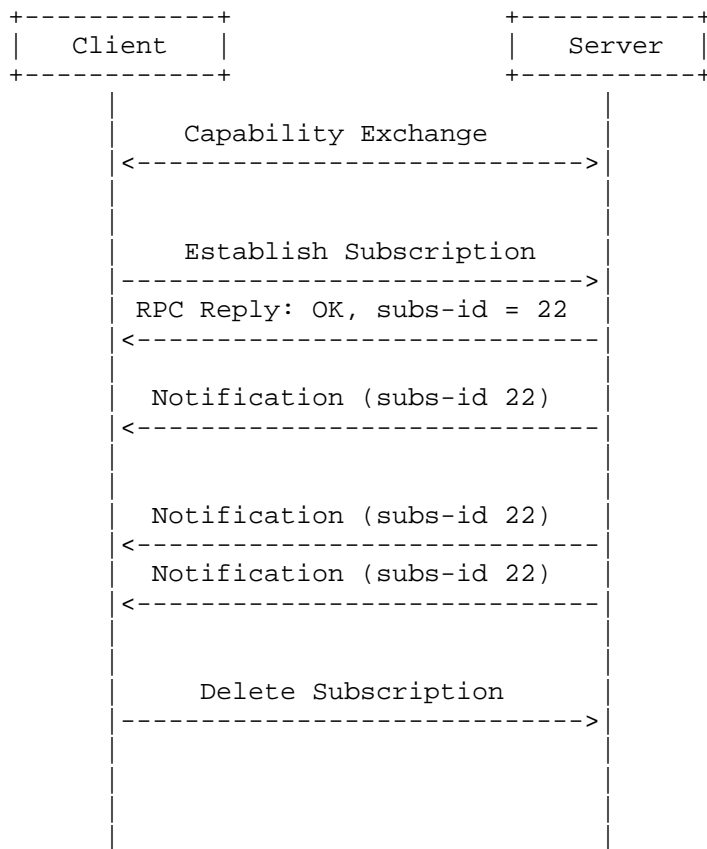 Client Server
Capability Exchange
Establish Subscription
RPC Reply: OK, subs-id = 22
Notification (subs-id 22)
Notification (subs-id 22)
Notification (subs-id 22)
Delete Subscription